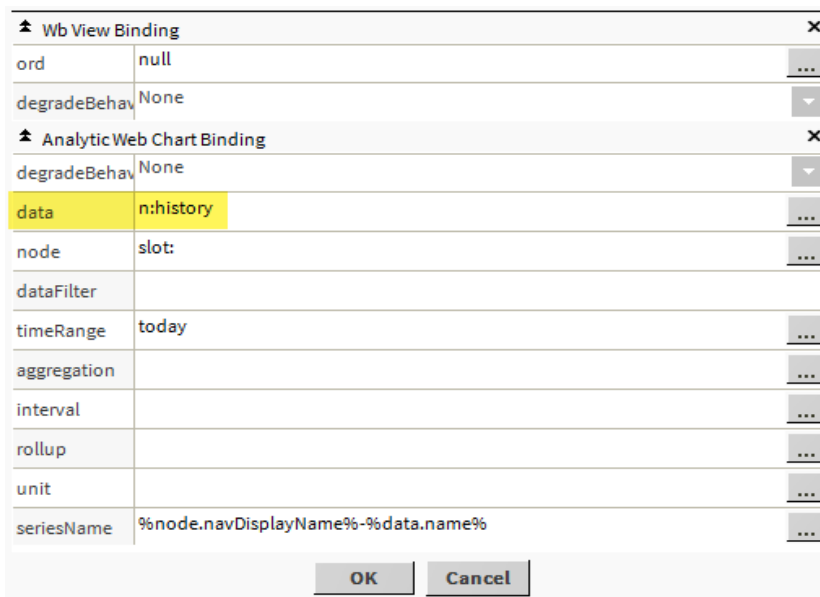 Wb View Binding
ord null ...
degradeBehav None
Analytic Web Chart Binding
degradeBehav None
data n:history ...
node slot: ...
dataFilter
timeRange today ...
aggregation ...
interval ...
rollup ...
unit ...
seriesName %node.navDisplayName%-%data.name% ...
OK Cancel